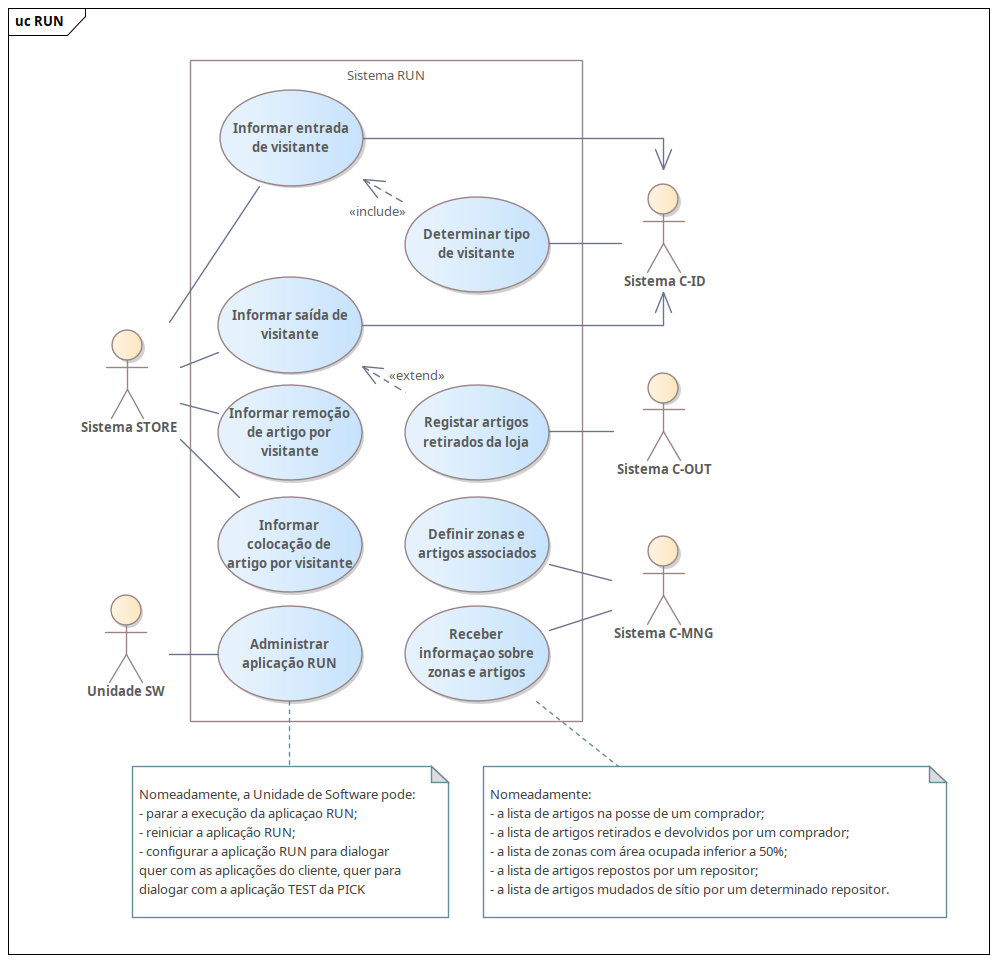 uc RUN
Sistema RUN
Informar entrada
de visitante
«include»
Determinar tipo
de visitante
Sistema C-ID
Informar saída de
visitante
«extend»
Sistema STORE
Informar remoção
de artigo por
visitante
Registar artigos
retirados da loja
Sistema C-OUT
Informar
colocação de
artigo por visitante
Definir zonas e
artigos associados
Sistema C-MNG
Unidade SW
Administrar
aplicação RUN
Receber
informaçao sobre
zonas e artigos
Nomeadamente, a Unidade de Software pode:
- parar a execução da aplicaçao RUN;
- reiniciar a aplicação RUN;
- configurar a aplicação RUN para dialogar
quer com as aplicações do cliente, quer para
dialogar com a aplicação TEST da PICK
Nomeadamente:
- a lista de artigos na posse de um comprador;
- a lista de artigos retirados e devolvidos por um comprador;
- a lista de zonas com área ocupada inferior a 50%;
- a lista de artigos repostos por um repositor;
- a lista de artigos mudados de sítio por um determinado repositor.